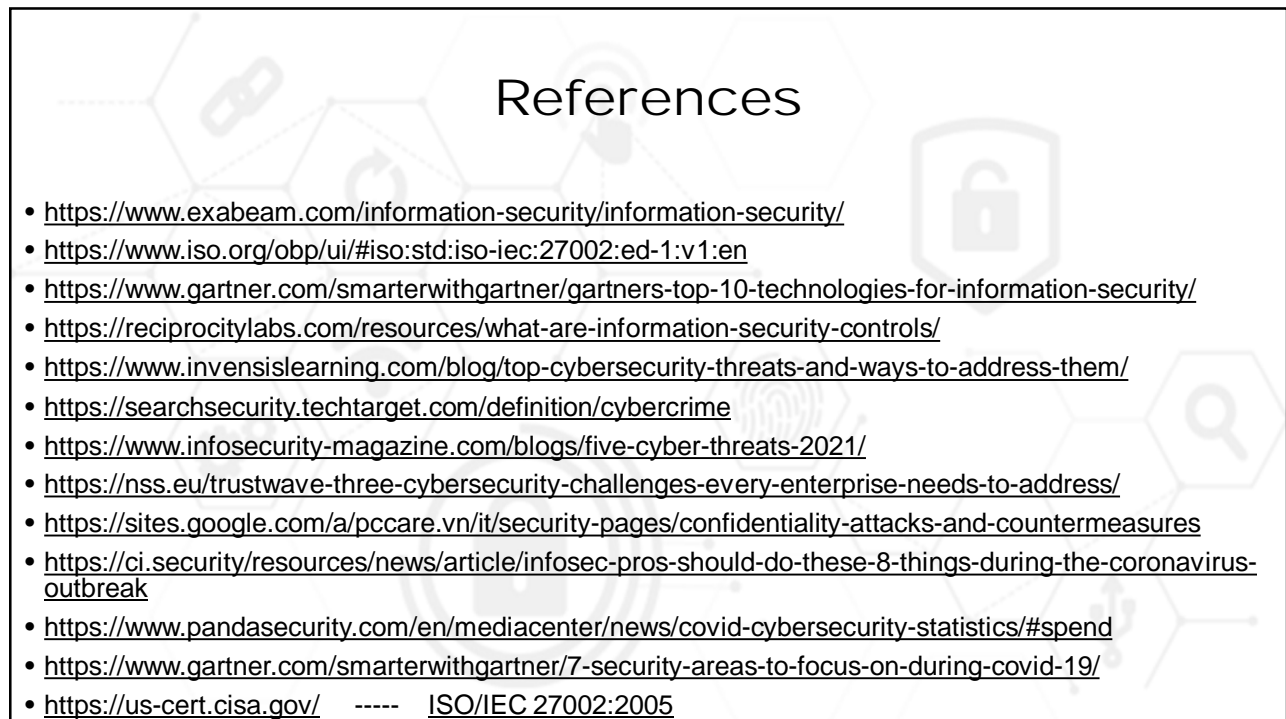 References
• https://www.exabeam.com/information-security/information-security/
• https://www.iso.org/obp/ui/#iso:std:iso-iec:27002:ed-1:v1:en
• https://www.gartner.com/smarterwithgartner/gartners-top-10-technologies-for-information-security/
• https://reciprocitylabs.com/resources/what-are-information-security-controls/
• https://www.invensislearning.com/blog/top-cybersecurity-threats-and-ways-to-address-them/
• https://searchsecurity.techtarget.com/definition/cybercrime
• https://www.infosecurity-magazine.com/blogs/five-cyber-threats-2021/
• https://nss.eu/trustwave-three-cybersecurity-challenges-every-enterprise-needs-to-address/
• https://sites.google.com/a/pccare.vn/it/security-pages/confidentiality-attacks-and-countermeasures
• https://ci.security/resources/news/article/infosec-pros-should-do-these-8-things-during-the-coronavirus-
outbreak
• https://www.pandasecurity.com/en/mediacenter/news/covid-cybersecurity-statistics/#spend
• https://www.gartner.com/smarterwithgartner/7-security-areas-to-focus-on-during-covid-19/
• https://us-cert.cisa.gov/ ----- ISO/IEC 27002:2005